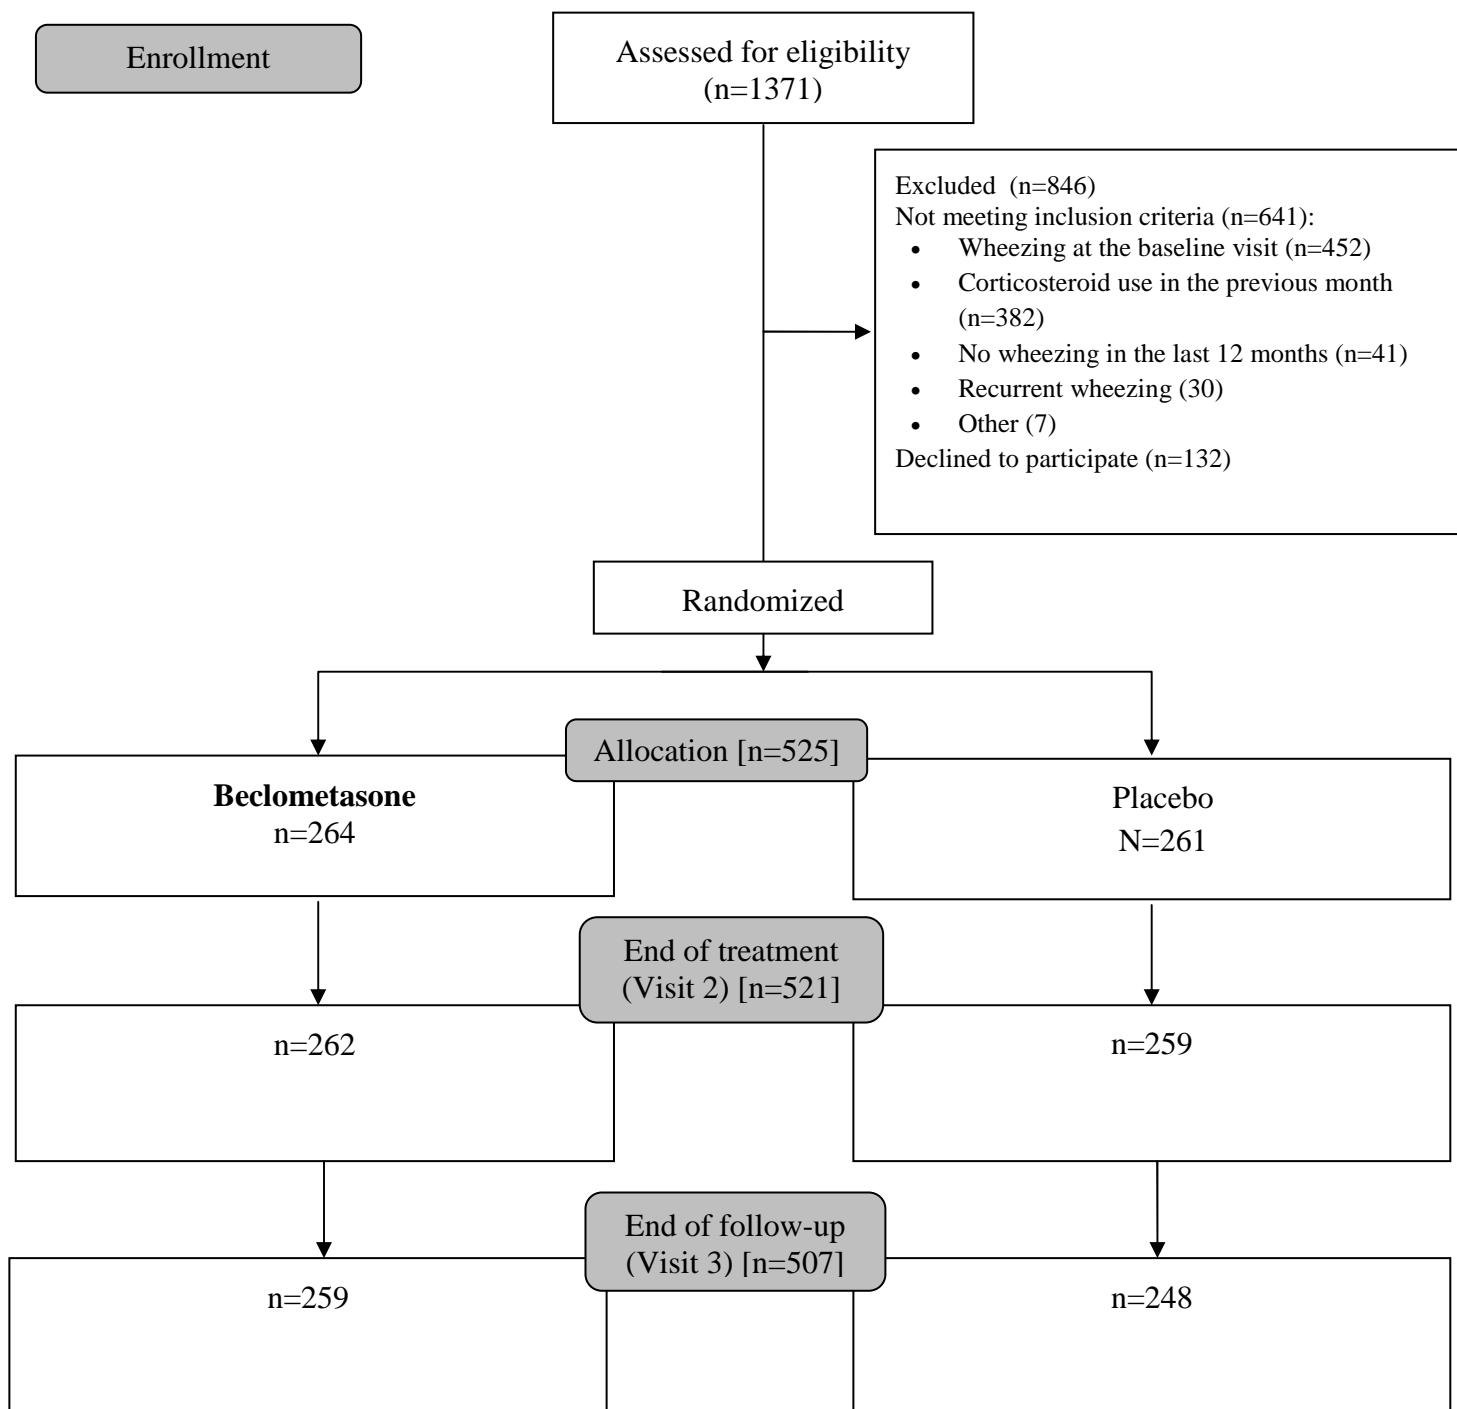 Enrollment
Assessed for eligibility
(n=1371)
Excluded  (n=846)
Not meeting inclusion criteria (n=641):
• Wheezing at the baseline visit (n=452)
• Corticosteroid use in the previous month
(n=382)
• No wheezing in the last 12 months (n=41)
• Recurrent wheezing (30)
• Other (7)
Declined to participate (n=132)
Randomized
Allocation [n=525]
Beclometasone
n=264
Placebo
N=261
End of treatment
(Visit 2) [n=521]
n=262
n=259
End of follow-up
(Visit 3) [n=507]
n=259
n=248